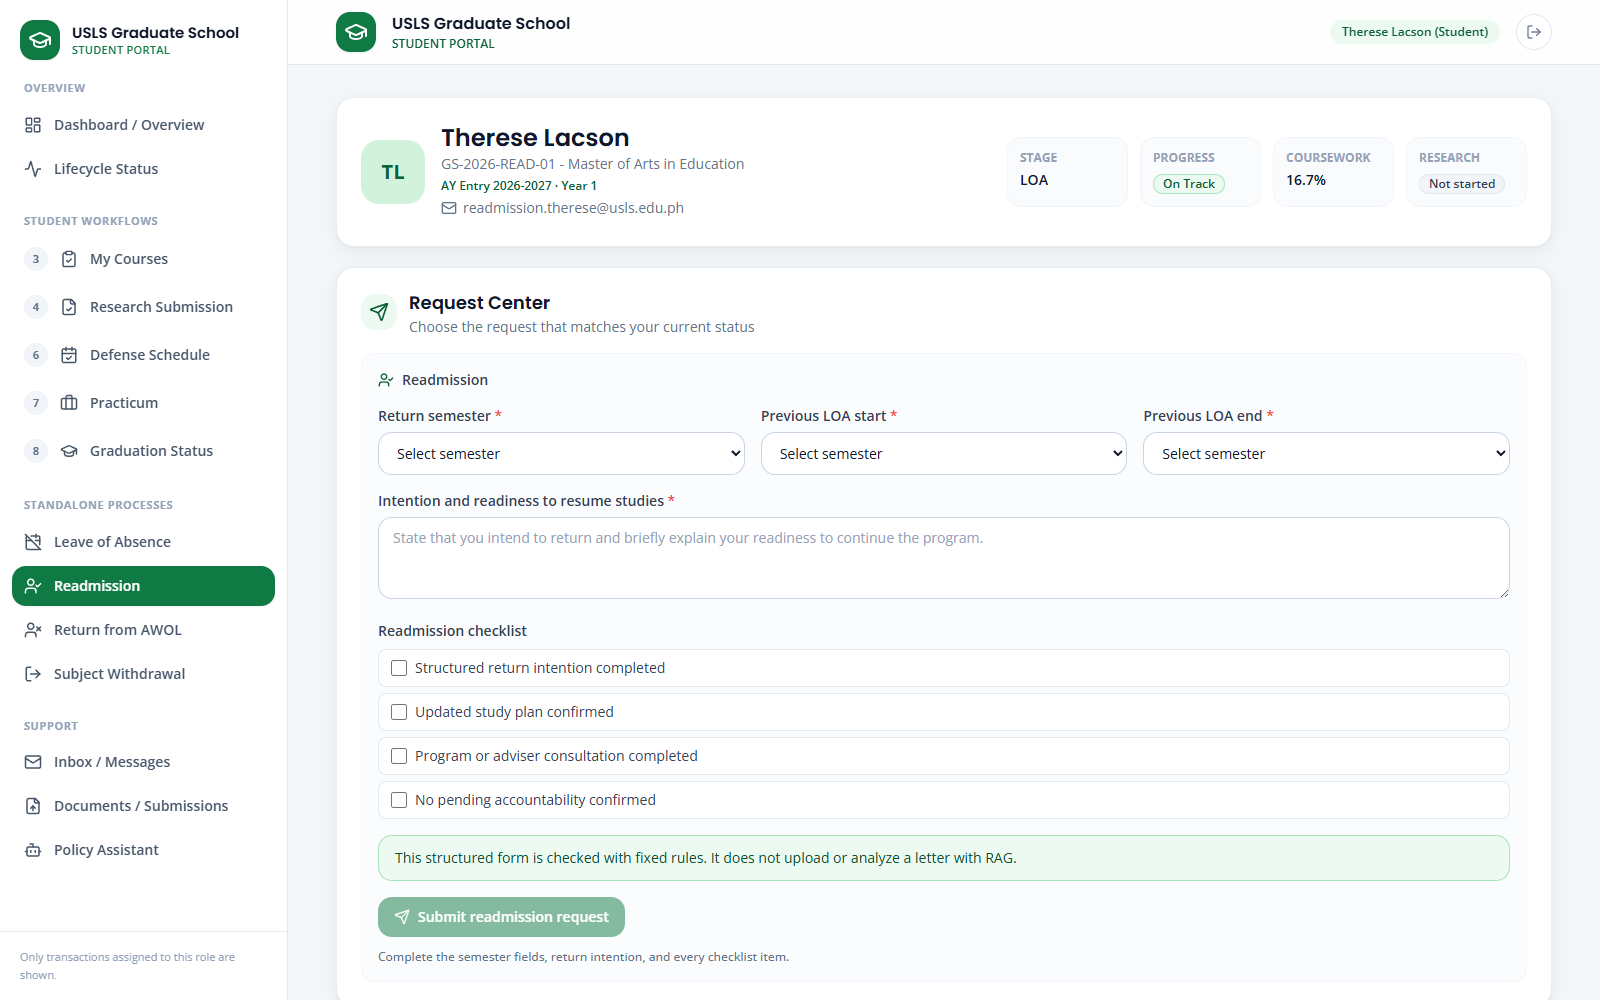 USLS Graduate School
STUDENT PORTAL
OVERVIEW
Dashboard / Overview
Lifecycle Status
STUDENT WORKFLOWS
3 My Courses
4 Research Submission
6 Defense Schedule
7 Practicum
8 Graduation Status
STANDALONE PROCESSES
Leave of Absence
Readmission
Return from AWOL
Subject Withdrawal
SUPPORT
Inbox / Messages
Documents / Submissions
Policy Assistant
Only transactions assigned to this role are
shown.
USLS Graduate School
STUDENT PORTAL
Therese Lacson (Student)
TL
Therese Lacson
GS-2026-READ-01 - Master of Arts in Education
AY Entry 2026-2027 · Year 1
readmission.therese@usls.edu.ph
STAGE
LOA
PROGRESS
On Track
COURSEWORK
16.7%
RESEARCH
Not started
Request Center
Choose the request that matches your current status
Readmission
Return semester *
Select semester
Previous LOA start *
Select semester
Previous LOA end *
Select semester
Intention and readiness to resume studies *
State that you intend to return and briefly explain your readiness to continue the program.
Readmission checklist
Structured return intention completed
Updated study plan confirmed
Program or adviser consultation completed
No pending accountability confirmed
This structured form is checked with fixed rules. It does not upload or analyze a letter with RAG.
Submit readmission request
Complete the semester fields, return intention, and every checklist item.